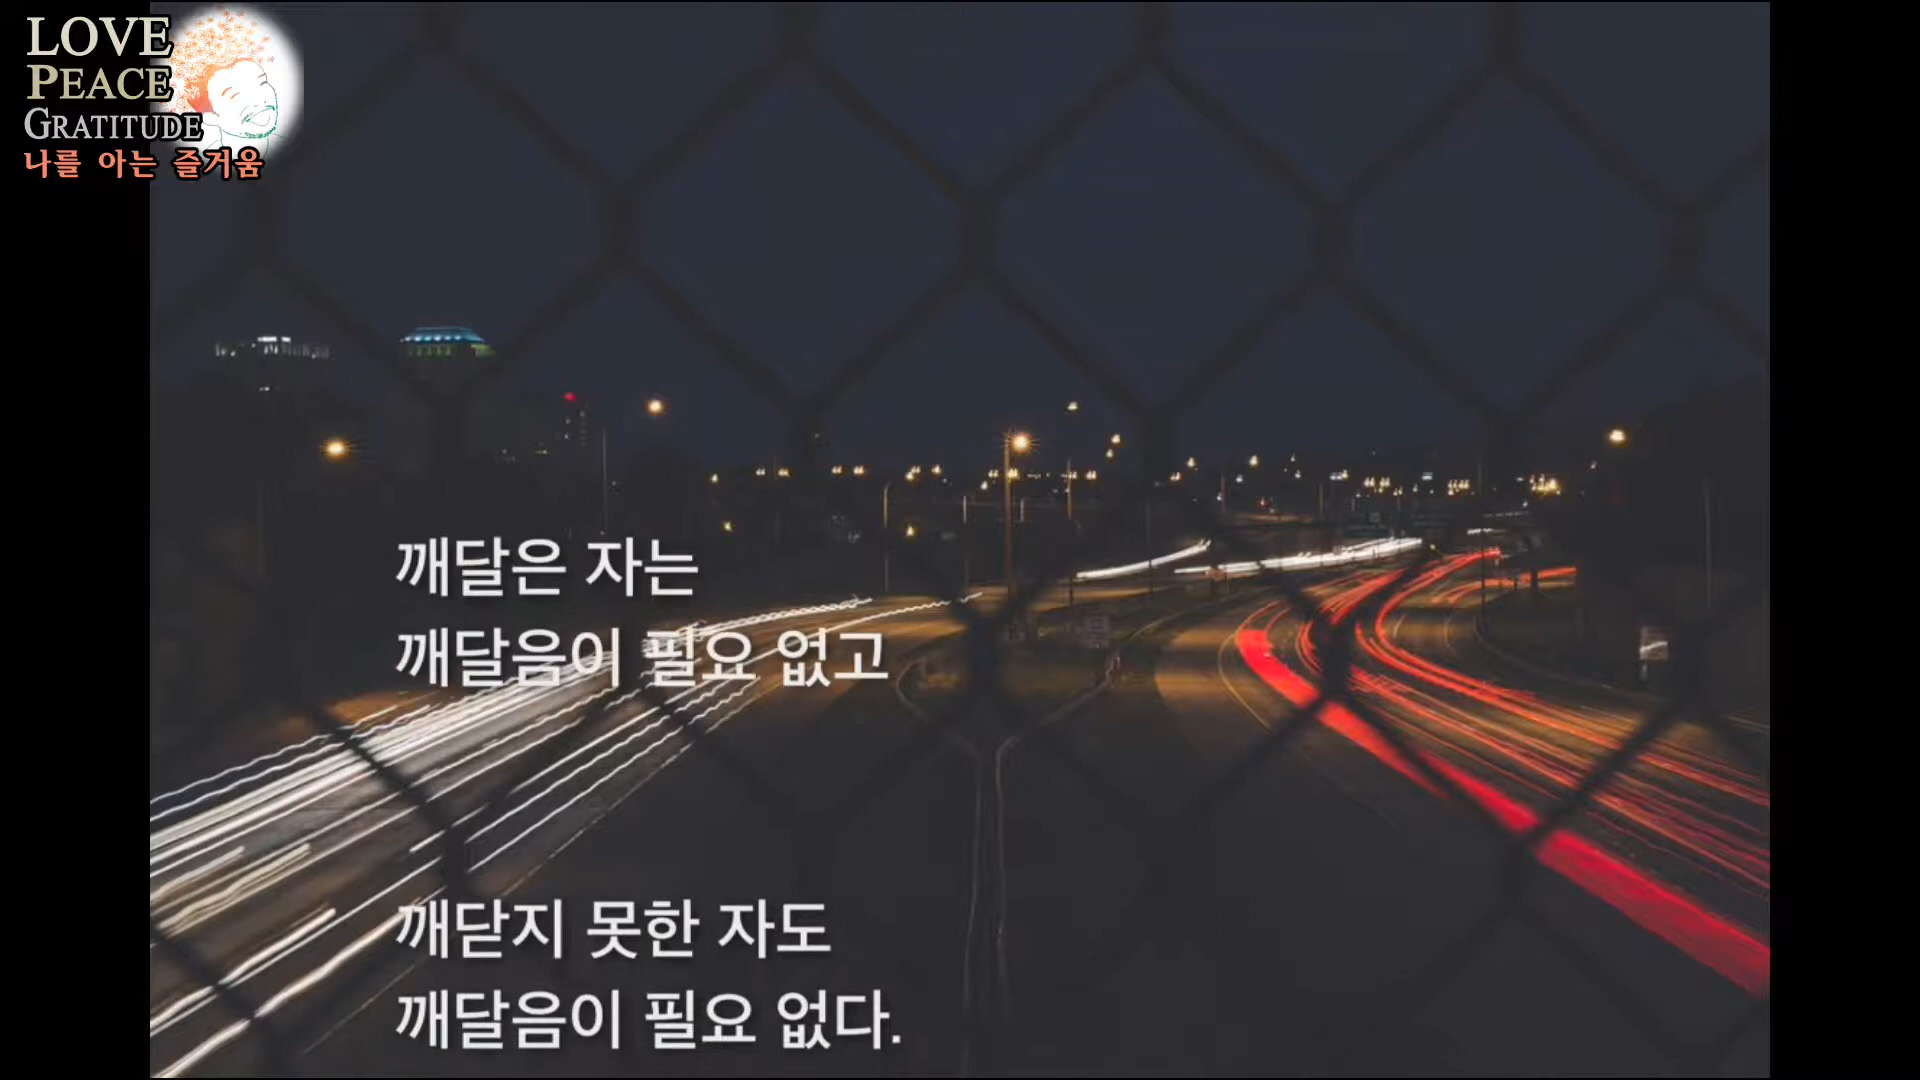 LOVE
PEACE
GRATITUDE
나를 아는 즐거움
깨달은 자는
깨달음이 필요 없고
깨닫지 못한 자도
깨달음이 필요 없다.